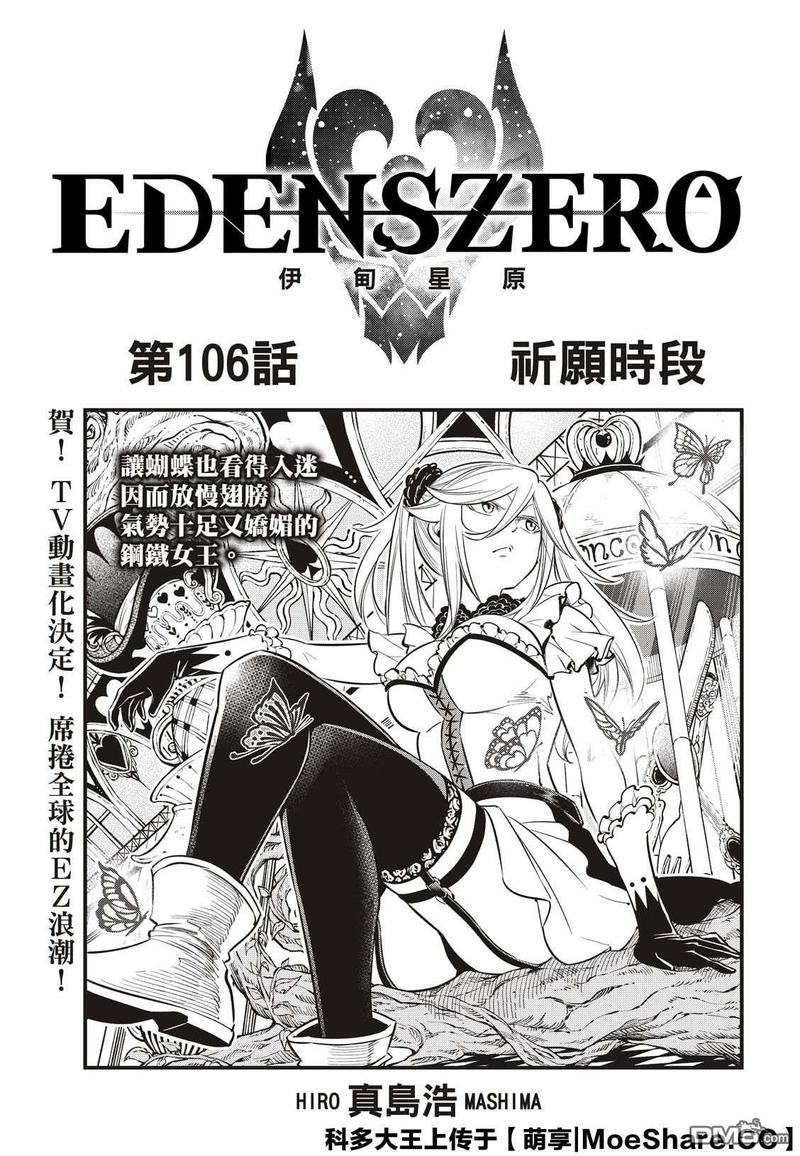 EDENSZERO
伊甸星原
第106話 祈願時段
賀！TV動畫化決定！席捲全球的EZ浪潮！
讓蝴蝶也看得入迷
因而放慢翅膀
氣勢十足又嬌媚的
鋼鐵女王。
HIRO 真島浩 MASHIMA
科多大王上传于【萌享|MoeShare.CC】